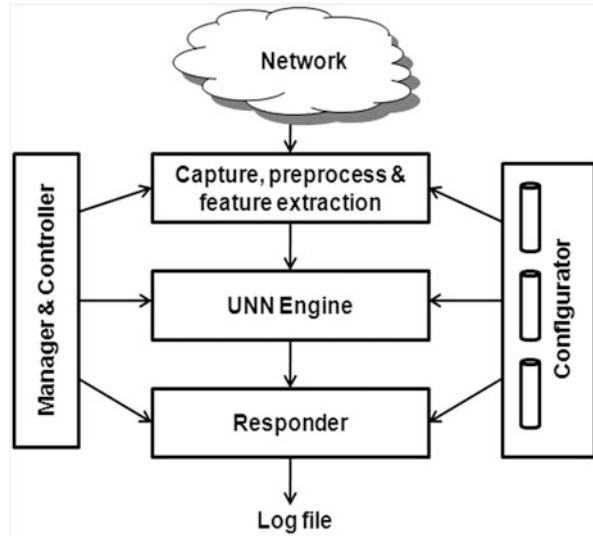 Network
Capture, preprocess &
feature extraction
Manager & Controller
UNN Engine
Configurator
Responder
Log file